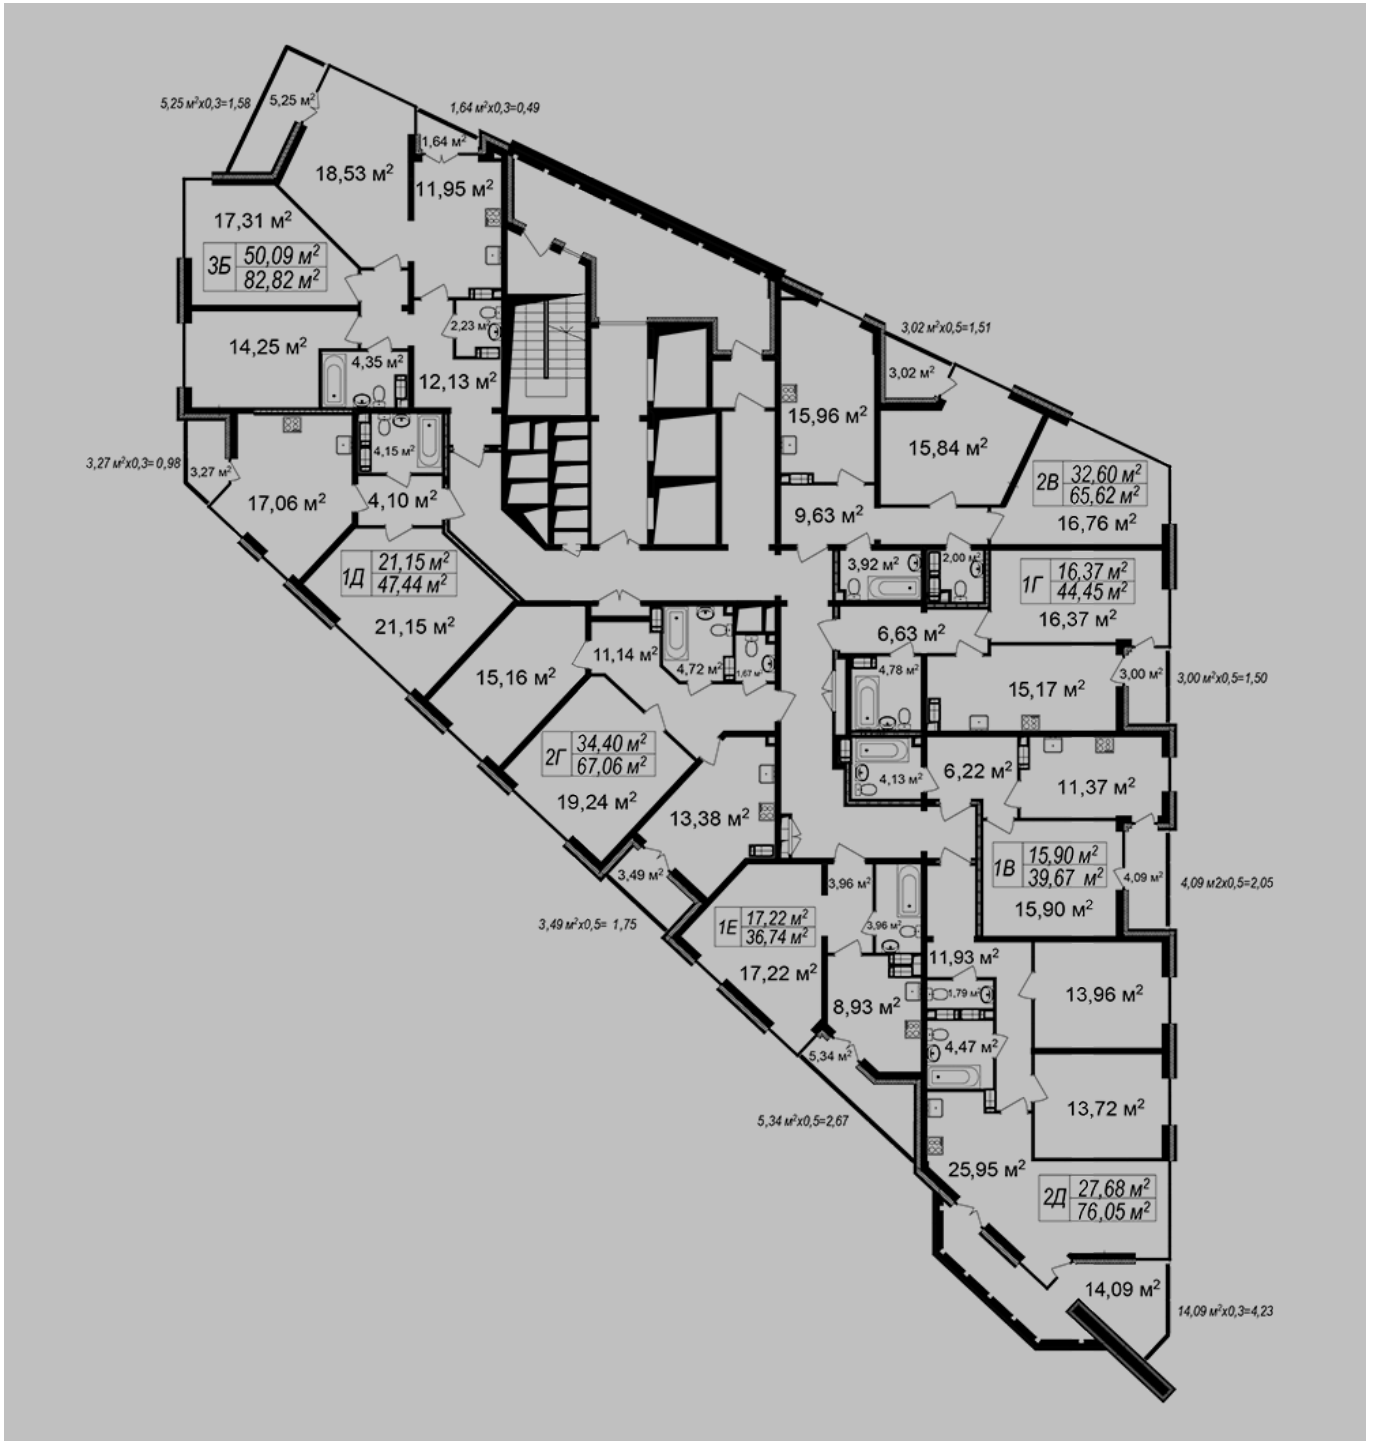 5,25 м²x0,3=1,58
5,25 м²
1,64 м²x0,3=0,49
1,64 м²
18,53 м²
11,95 м²
17,31 м²
3Б
50,09 м²
82,82 м²
2,23 м²
14,25 м²
4,35 м²
12,13 м²
3,02 м²x0,5=1,51
3,02 м²
15,96 м²
15,84 м²
4,15 м²
3,27 м²x0,3= 0,98
3,27 м²
17,06 м²
4,10 м²
2В
32,60 м²
65,62 м²
16,76 м²
9,63 м²
1Д
21,15 м²
47,44 м²
21,15 м²
3,92 м²
2,00 м²
1Г
16,37 м²
44,45 м²
16,37 м²
6,63 м²
11,14 м²
4,72 м²
1,67 м²
15,16 м²
4,78 м²
15,17 м²
3,00 м²
3,00 м²x0,5=1,50
2Г
34,40 м²
67,06 м²
19,24 м²
4,13 м²
6,22 м²
11,37 м²
13,38 м²
3,49 м²
3,49 м²x0,5= 1,75
3,96 м²
1В
15,90 м²
39,67 м²
15,90 м²
4,09 м²
4,09 м2x0,5=2,05
1Е
17,22 м²
36,74 м²
17,22 м²
3,96 м²
11,93 м²
1,79 м²
13,96 м²
8,93 м²
5,34 м²
5,34 м²x0,5=2,67
4,47 м²
13,72 м²
25,95 м²
2Д
27,68 м²
76,05 м²
14,09 м²
14,09 м²x0,3=4,23